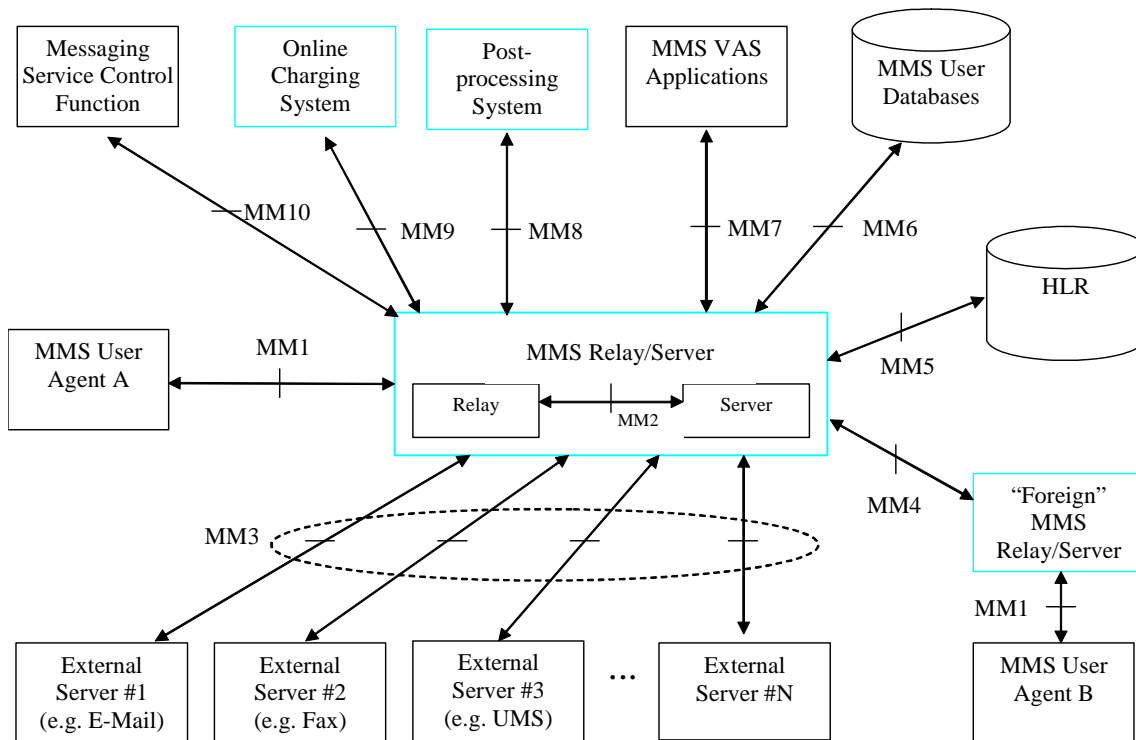 Messaging
Service Control
Function
Online
Charging
System
Post-
processing
System
MMS VAS
Applications
MMS User
Databases
MM10
MM9
MM8
MM7
MM6
HLR
MMS User
Agent A
MM1
MMS Relay/Server
Relay
MM2
Server
MM5
MM4
“Foreign”
MMS
Relay/Server
MM3
MM1
External
Server #1
(e.g. E-Mail)
External
Server #2
(e.g. Fax)
External
Server #3
(e.g. UMS)
...
External
Server #N
MMS User
Agent B